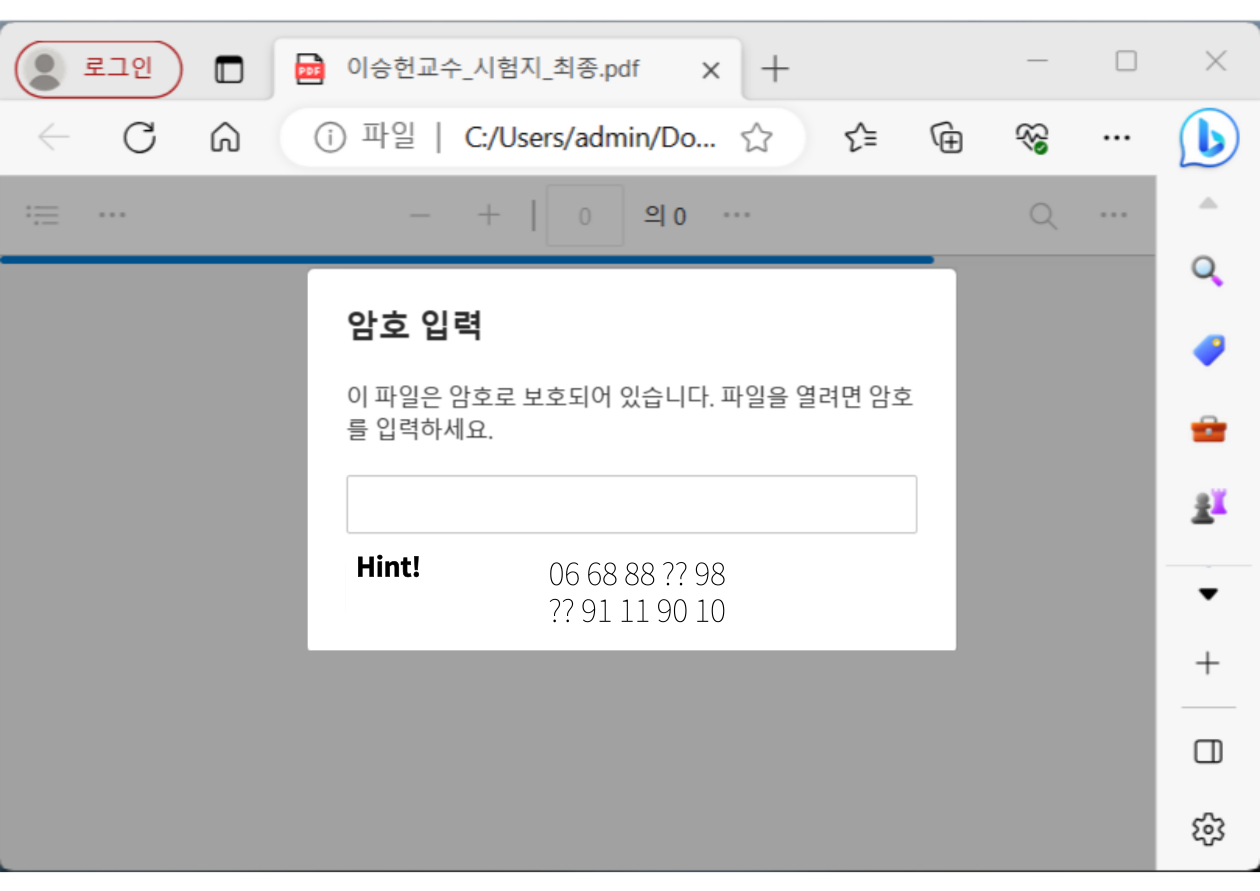 로그인
이승헌교수_시험지_최종.pdf
파일 | C:/Users/admin/Do...
0 의 0
암호 입력
이 파일은 암호로 보호되어 있습니다. 파일을 열려면 암호
를 입력하세요.
Hint!
06 68 88 ?? 98
?? 91 11 90 10